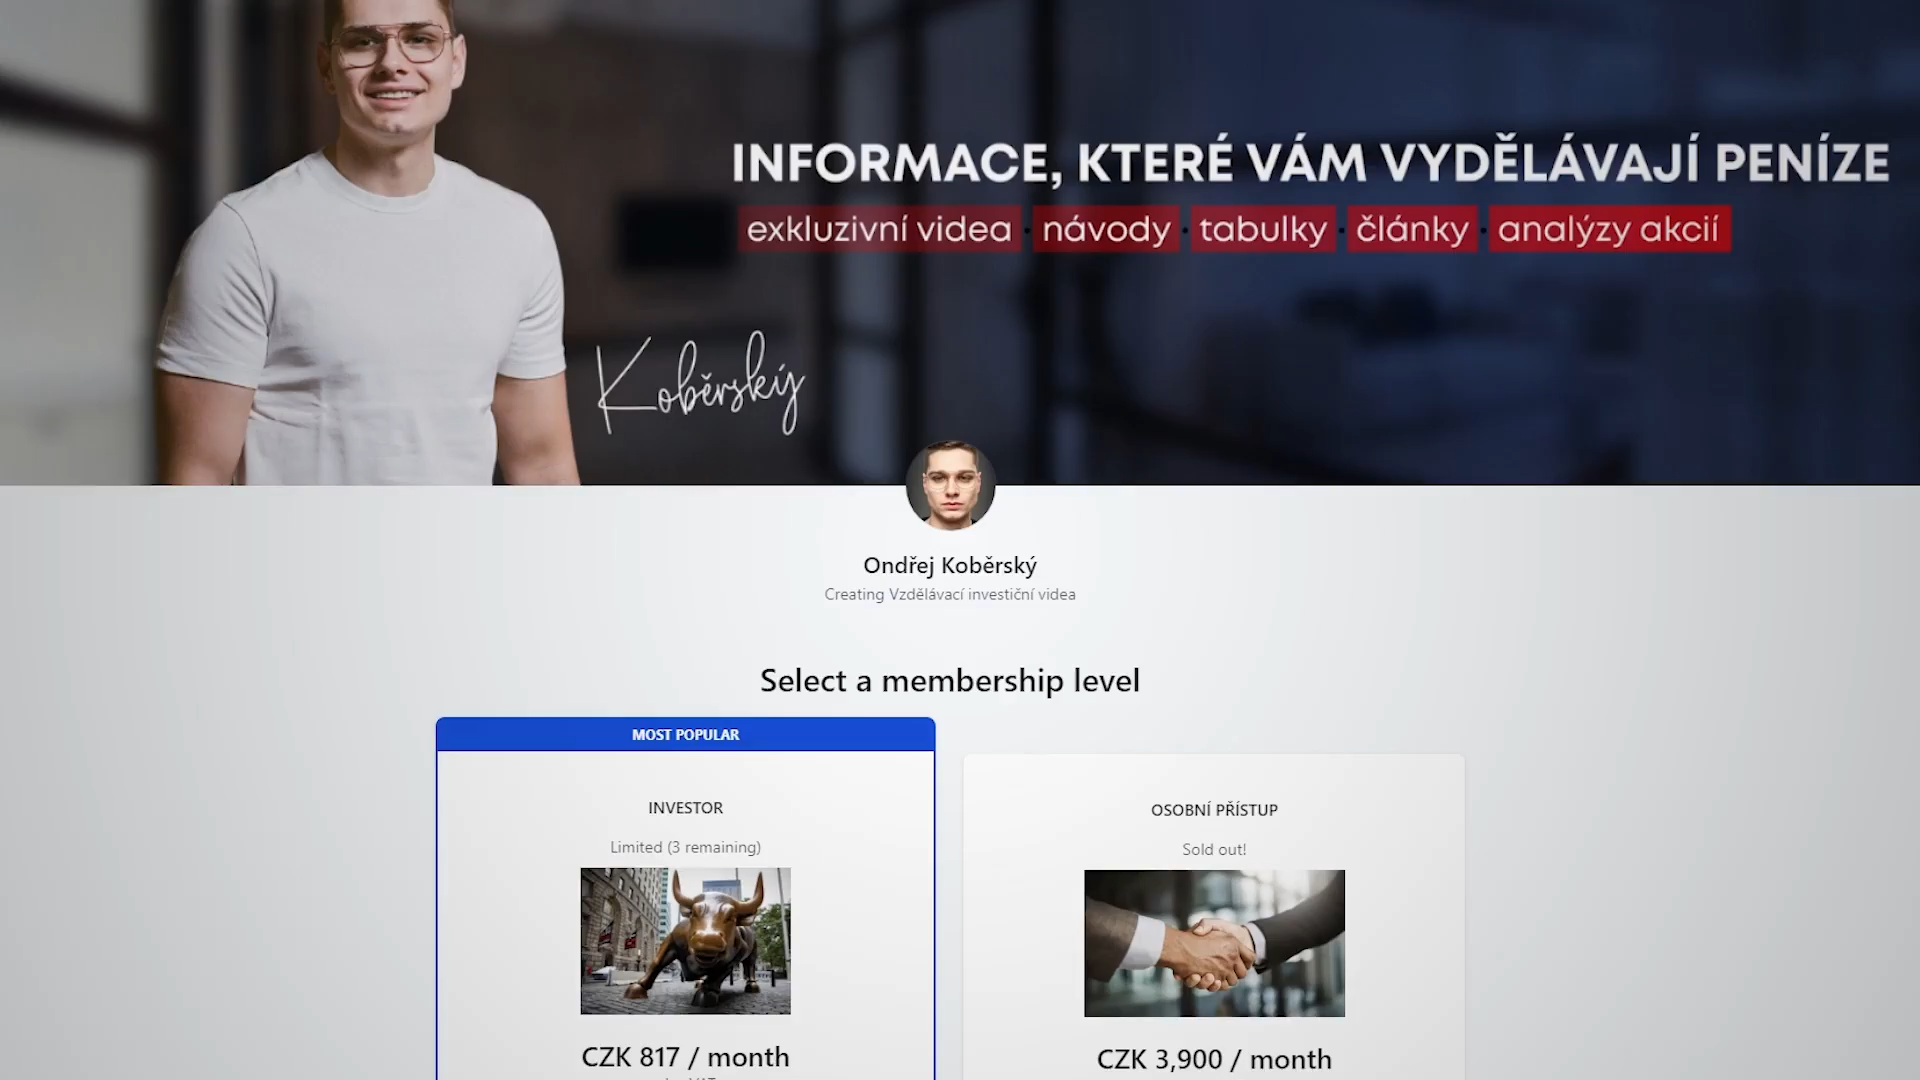 INFORMACE, KTERÉ VÁM VYDĚLÁVAJÍ PENÍZE
exkluzivní videa · návody · tabulky · články · analýzy akcií
Koběrský
Ondřej Koběrský
Creating Vzdělávací investiční videa
Select a membership level
MOST POPULAR
INVESTOR
Limited (3 remaining)
CZK 817 / month
OSOBNÍ PŘÍSTUP
Sold out!
CZK 3,900 / month